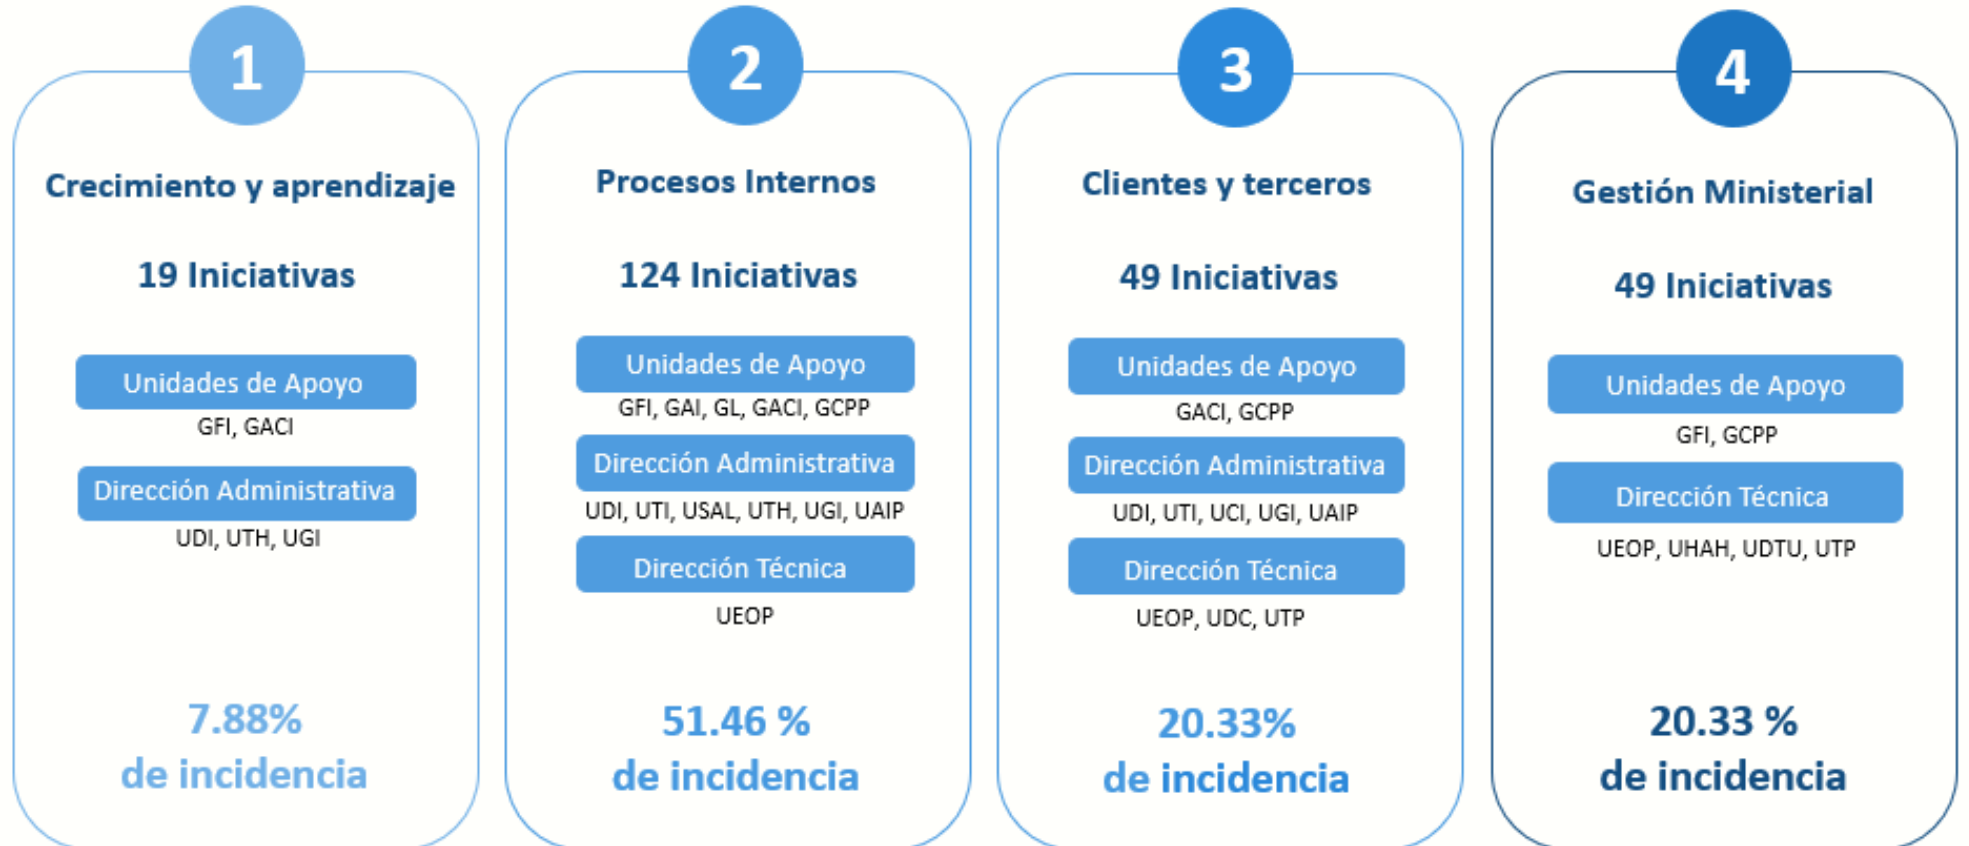 1
Crecimiento y aprendizaje
19 Iniciativas
Unidades de Apoyo
GFI, GACI
Dirección Administrativa
UDI, UTH, UGI
7.88%
de incidencia
2
Procesos Internos
124 Iniciativas
Unidades de Apoyo
GFI, GAI, GL, GACI, GCPP
Dirección Administrativa
UDI, UTI, USAL, UTH, UGI, UAIP
Dirección Técnica
UEOP
51.46 %
de incidencia
3
Clientes y terceros
49 Iniciativas
Unidades de Apoyo
GACI, GCPP
Dirección Administrativa
UDI, UTI, UCI, UGI, UAIP
Dirección Técnica
UEOP, UDC, UTP
20.33%
de incidencia
4
Gestión Ministerial
49 Iniciativas
Unidades de Apoyo
GFI, GCPP
Dirección Técnica
UEOP, UHAH, UDTU, UTP
20.33 %
de incidencia